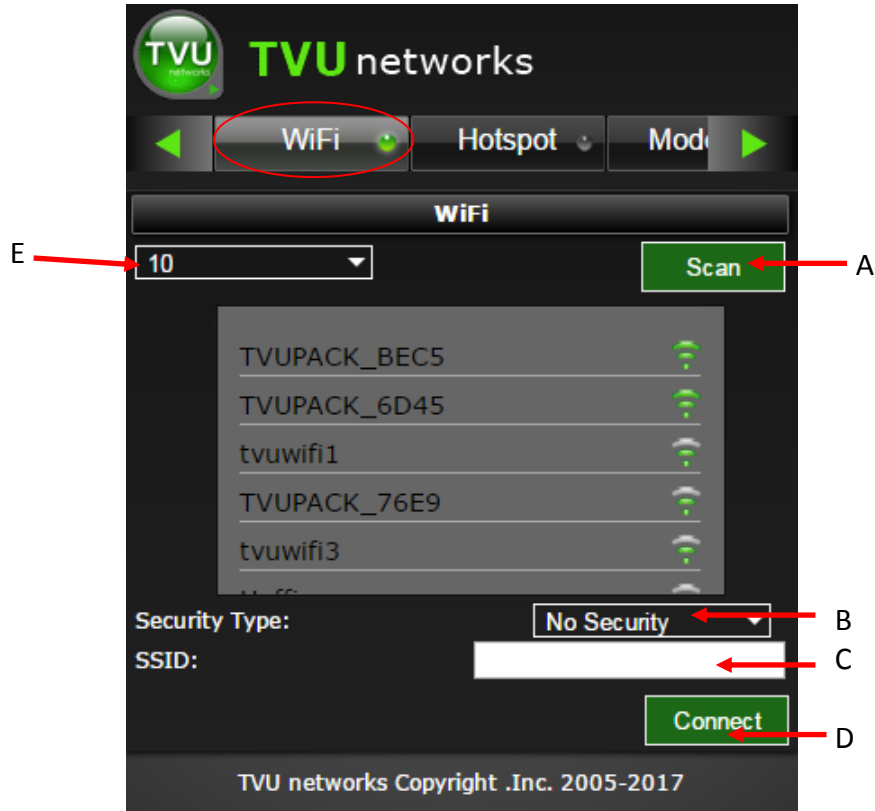 TVU
networks
TVU networks
WiFi
Hotspot
Mod
WiFi
E
10
Scan
A
TVUPACK_BEC5
TVUPACK_6D45
tvuwifi1
TVUPACK_76E9
tvuwifi3
Security Type:
No Security
B
SSID:
C
Connect
D
TVU networks Copyright .Inc. 2005-2017